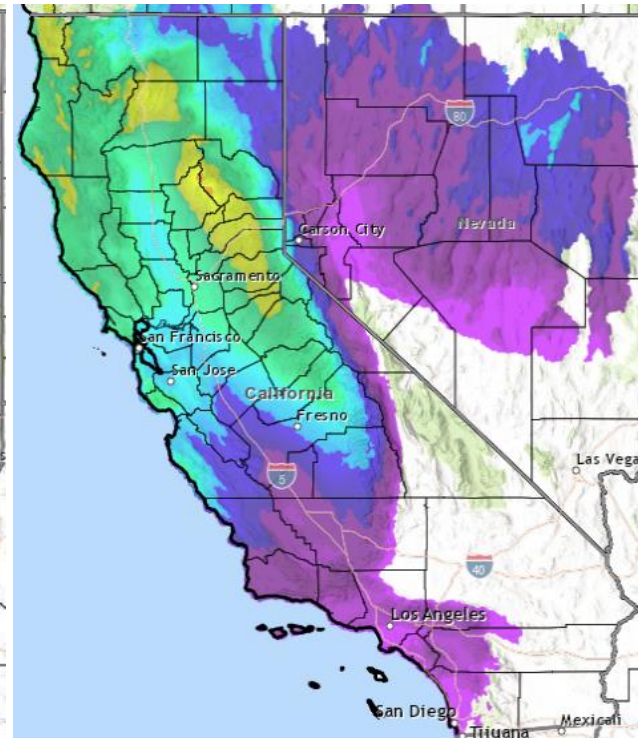 80
Nevada
Carson City
Sacramento
San Francisco
San Jose
California
Fresno
Las Vega
5
40
Los Angeles
San Diego
Mexicali
Tijuana